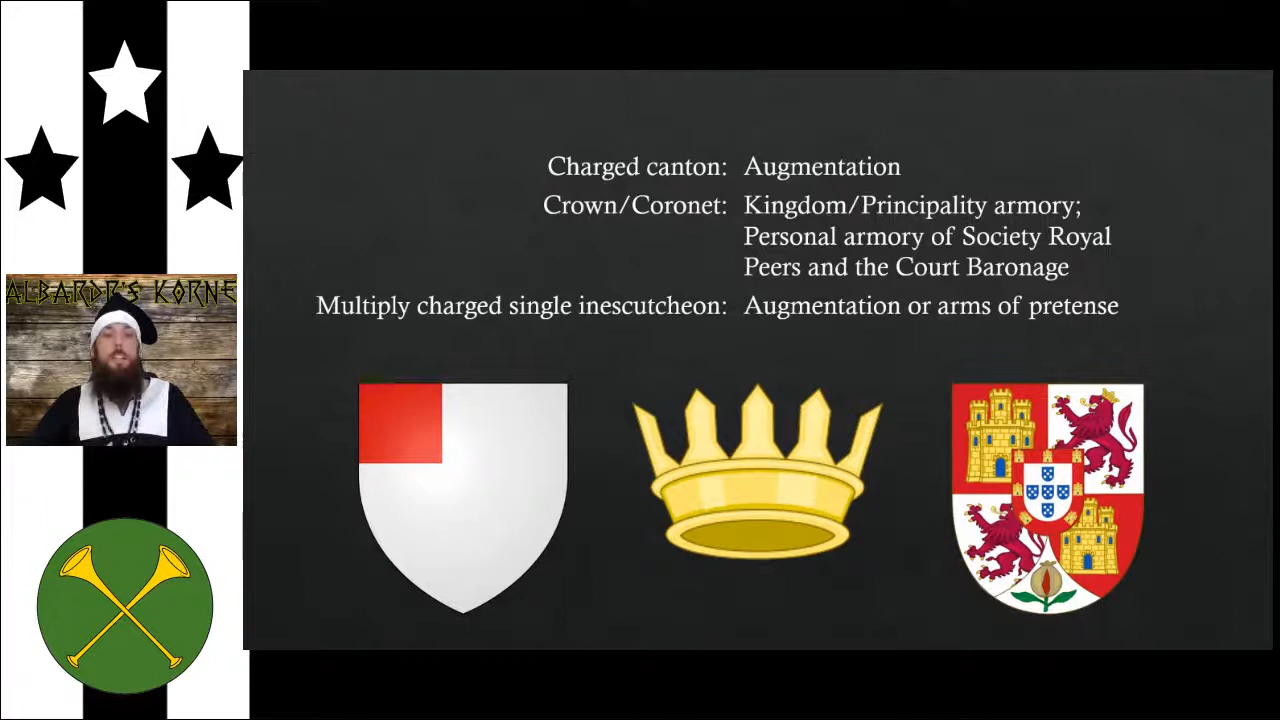 ALBARDR'S KORNE
Charged canton: Augmentation
Crown/Coronet: Kingdom/Principality armory;
Personal armory of Society Royal
Peers and the Court Baronage
Multiply charged single inescutcheon: Augmentation or arms of pretense